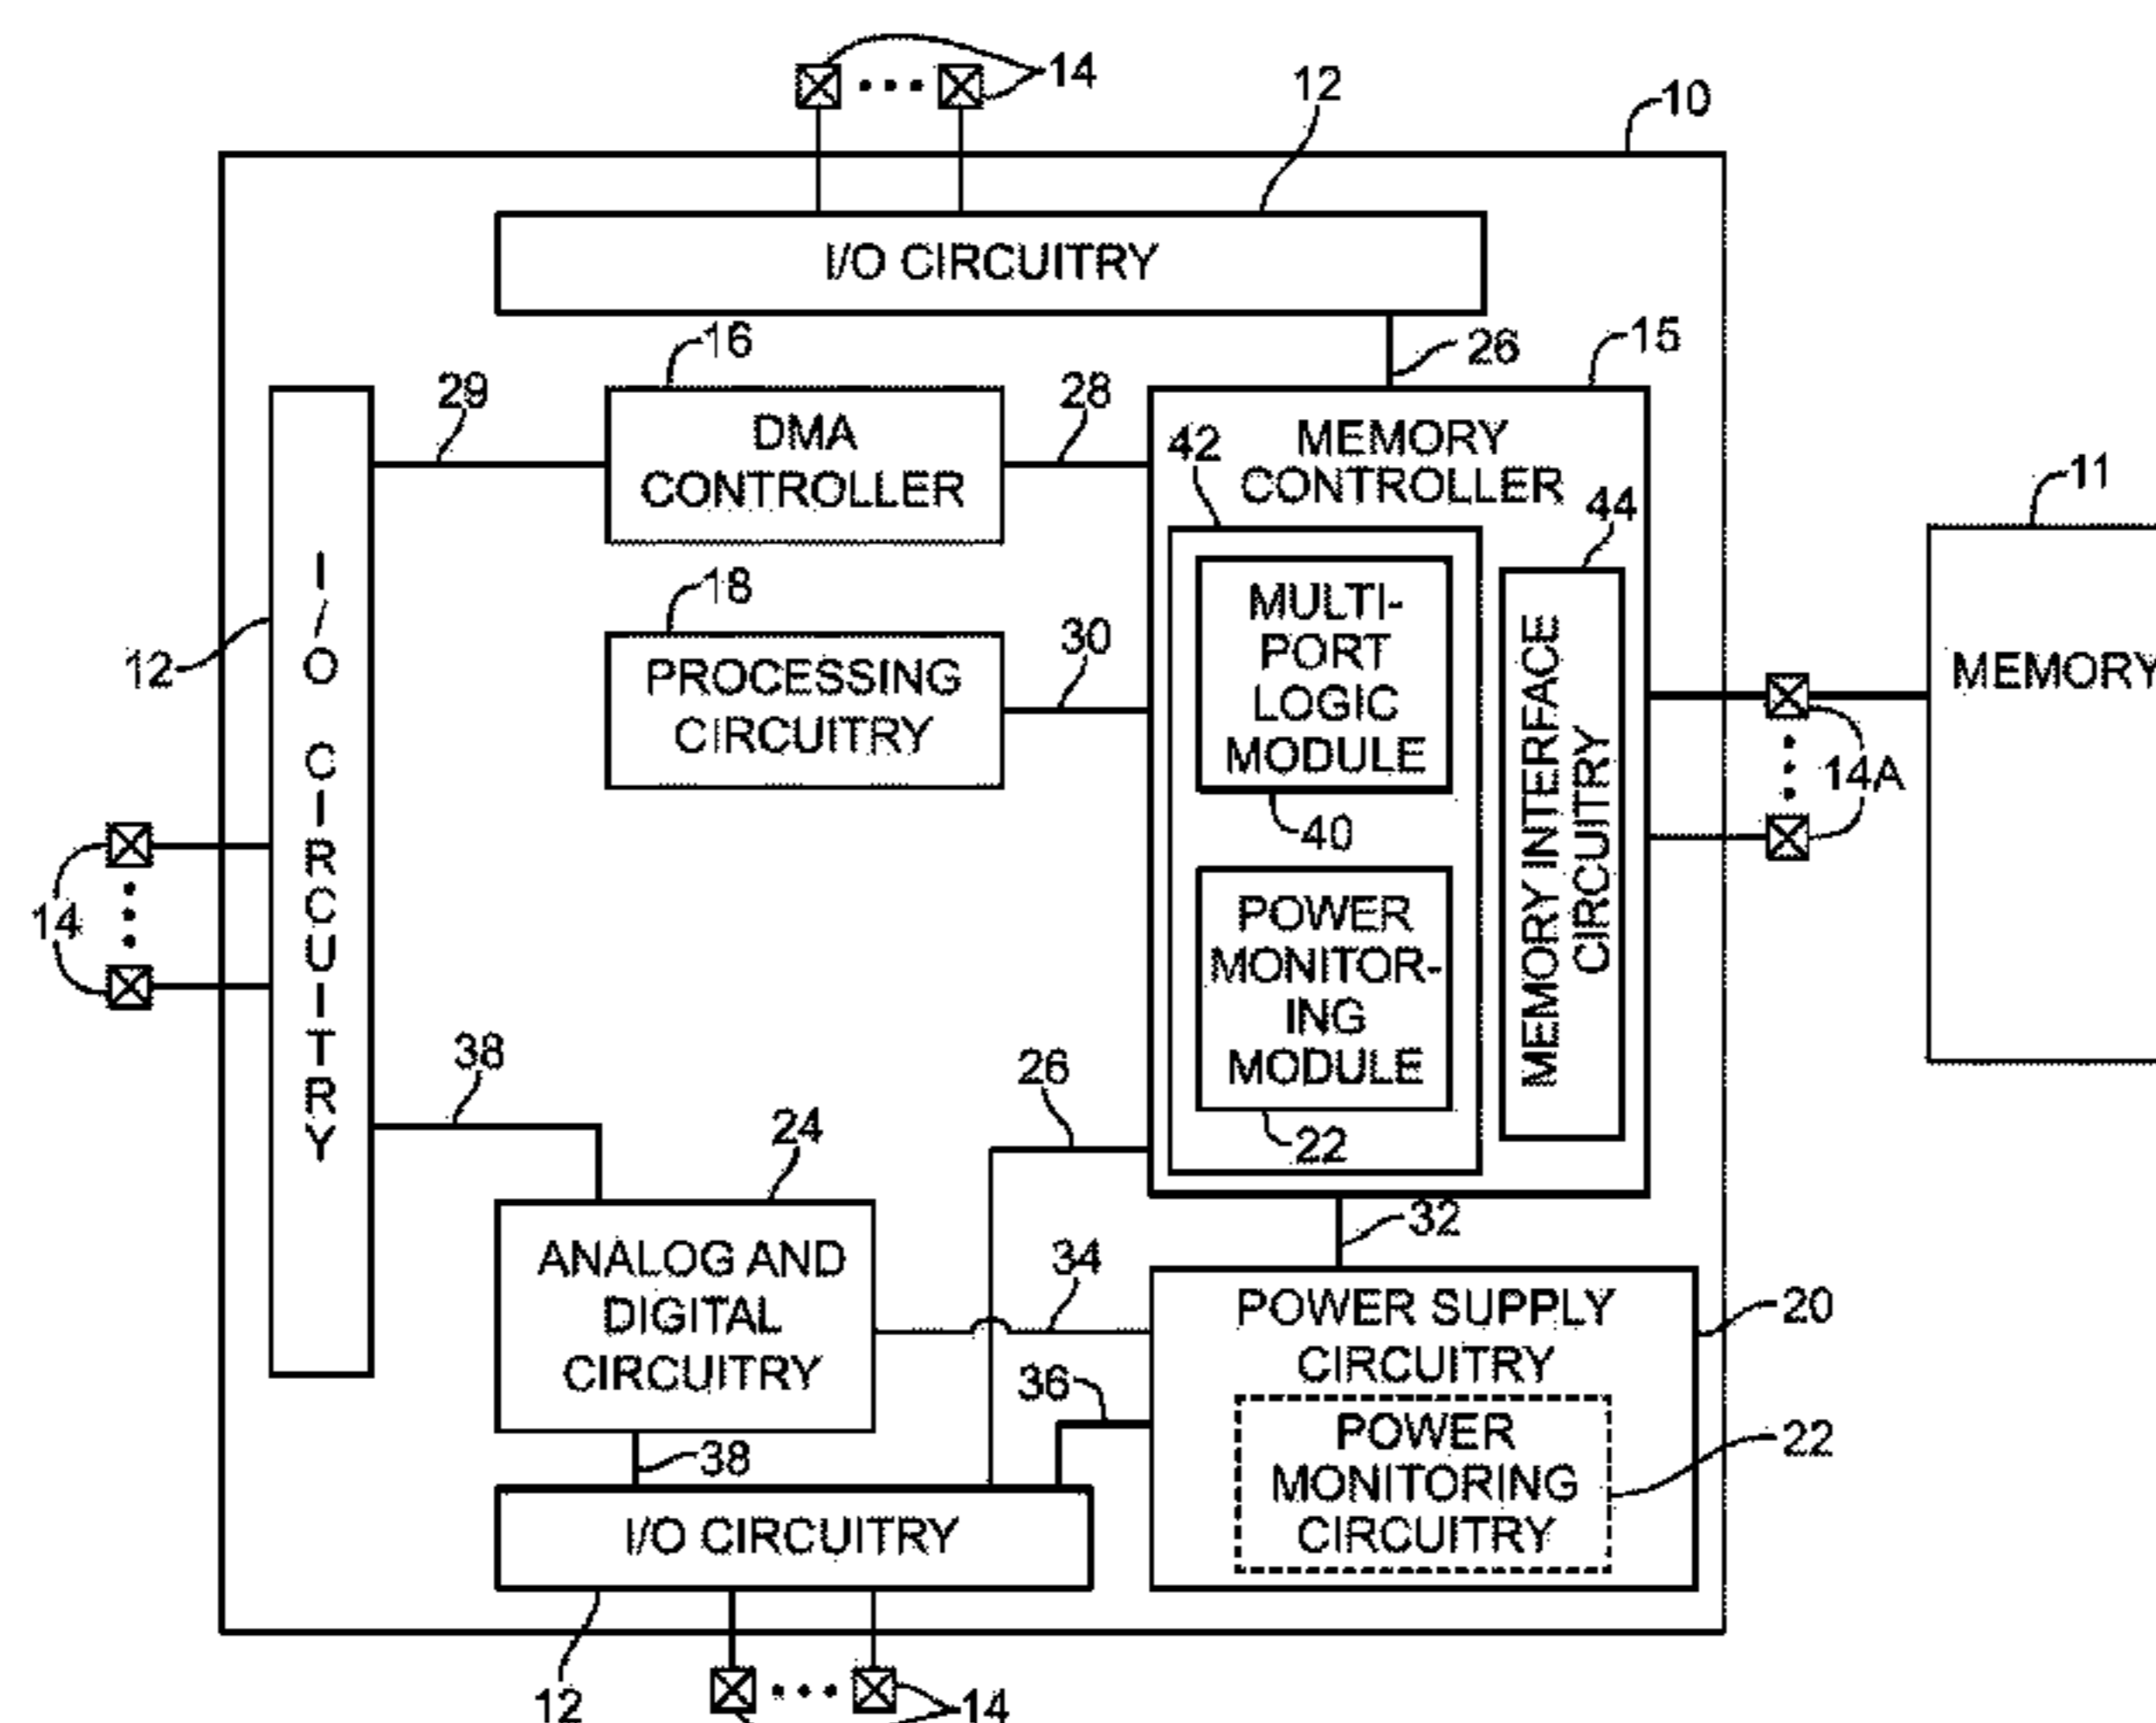 14
12
10
I/O CIRCUITRY
16
26
15
29
28
DMA
CONTROLLER
42
MEMORY
CONTROLLER
44
11
18
30
PROCESSING
CIRCUITRY
MULTI-
PORT
LOGIC
MODULE
40
MEMORY INTERFACE
CIRCUITRY
MEMORY
14A
12
I/O CIRCUITRY
14
POWER
MONITOR-
ING
MODULE
22
38
26
24
32
ANALOG AND
DIGITAL
CIRCUITRY
34
POWER SUPPLY
CIRCUITRY
20
36
38
POWER
MONITORING
CIRCUITRY
22
I/O CIRCUITRY
12
14